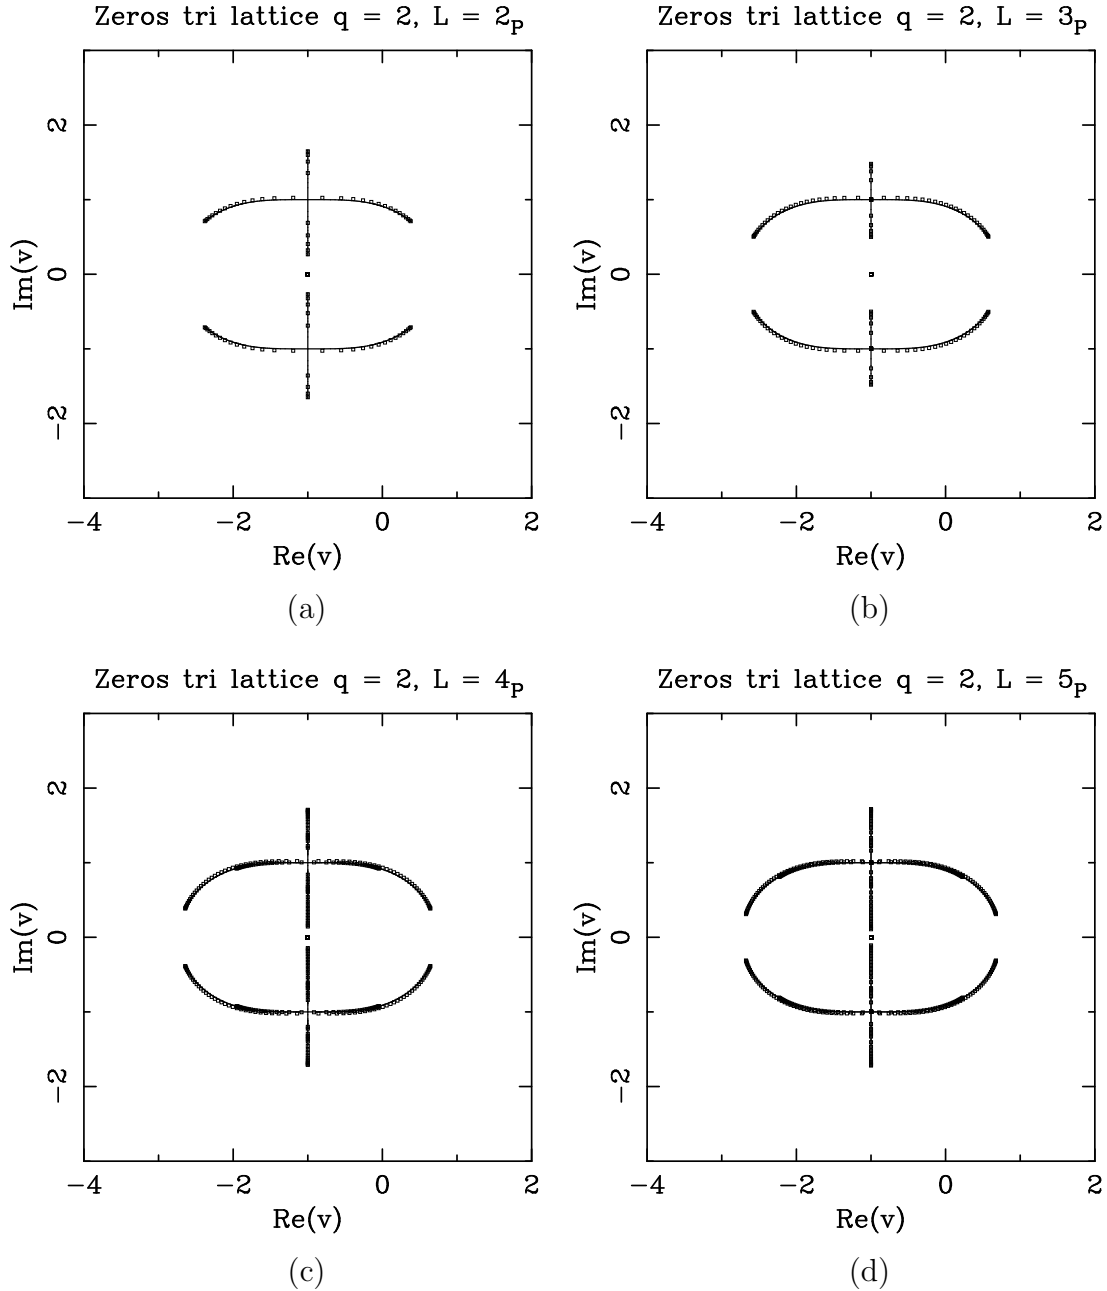 Zeros tri lattice q = 2, L = 2P
Zeros tri lattice q = 2, L = 3P
2
0
−2
Im(v)
−4 −2 0 2
Re(v)
(a)
2
0
−2
Im(v)
−4 −2 0 2
Re(v)
(b)
Zeros tri lattice q = 2, L = 4P
Zeros tri lattice q = 2, L = 5P
2
0
−2
Im(v)
−4 −2 0 2
Re(v)
(c)
2
0
−2
Im(v)
−4 −2 0 2
Re(v)
(d)